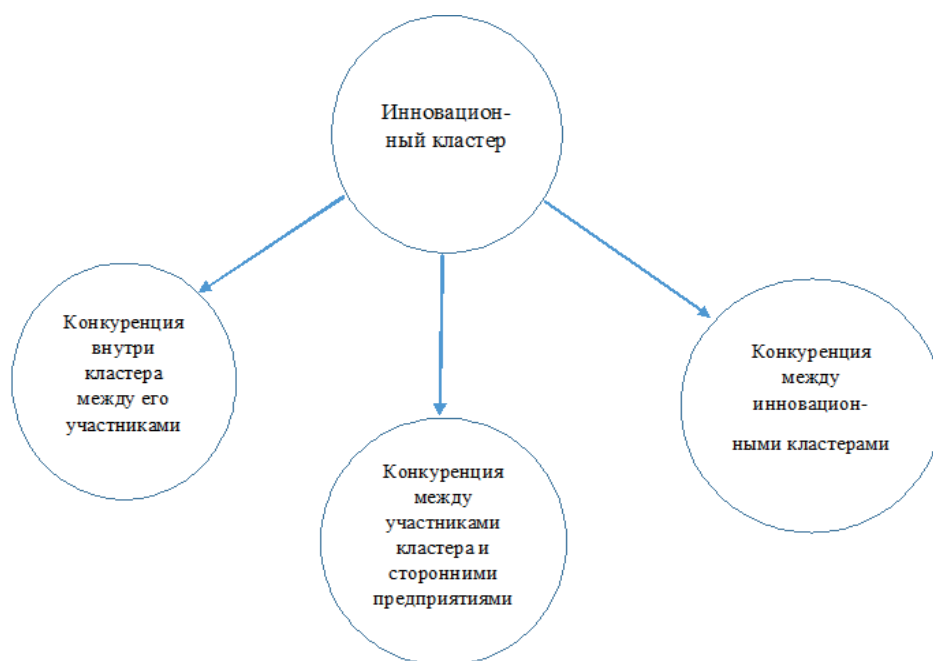 Инновацион-
ный кластер
Конкуренция
внутри
кластера
между его
участниками
Конкуренция
между
участниками
кластера и
сторонними
предприятиями
Конкуренция
между
инновацион-
ными кластерами